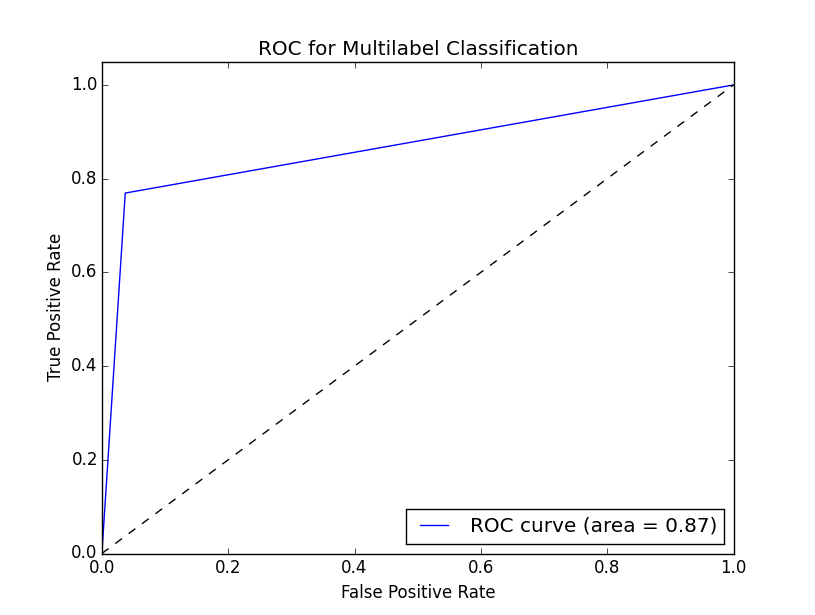 ROC for Multilabel Classification
True Positive Rate
1.0
0.8
0.6
0.4
0.2
0.0
ROC curve (area = 0.87)
0.0 0.2 0.4 0.6 0.8 1.0
False Positive Rate